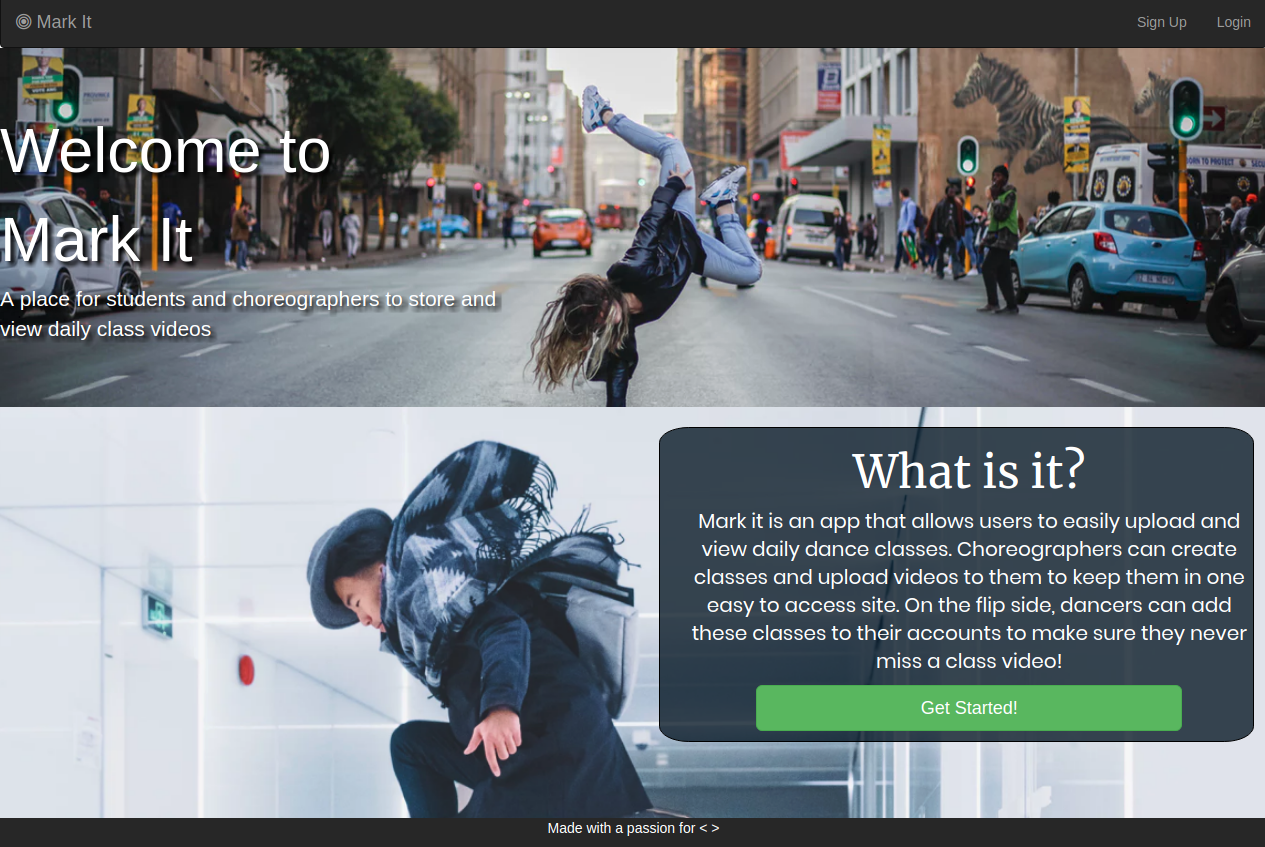 Mark It
Sign Up
Login
Welcome to
Mark It
A place for students and choreographers to store and
view daily class videos
What is it?
Mark it is an app that allows users to easily upload and
view daily dance classes. Choreographers can create
classes and upload videos to them to keep them in one
easy to access site. On the flip side, dancers can add
these classes to their accounts to make sure they never
miss a class video!
Get Started!
Made with a passion for < >